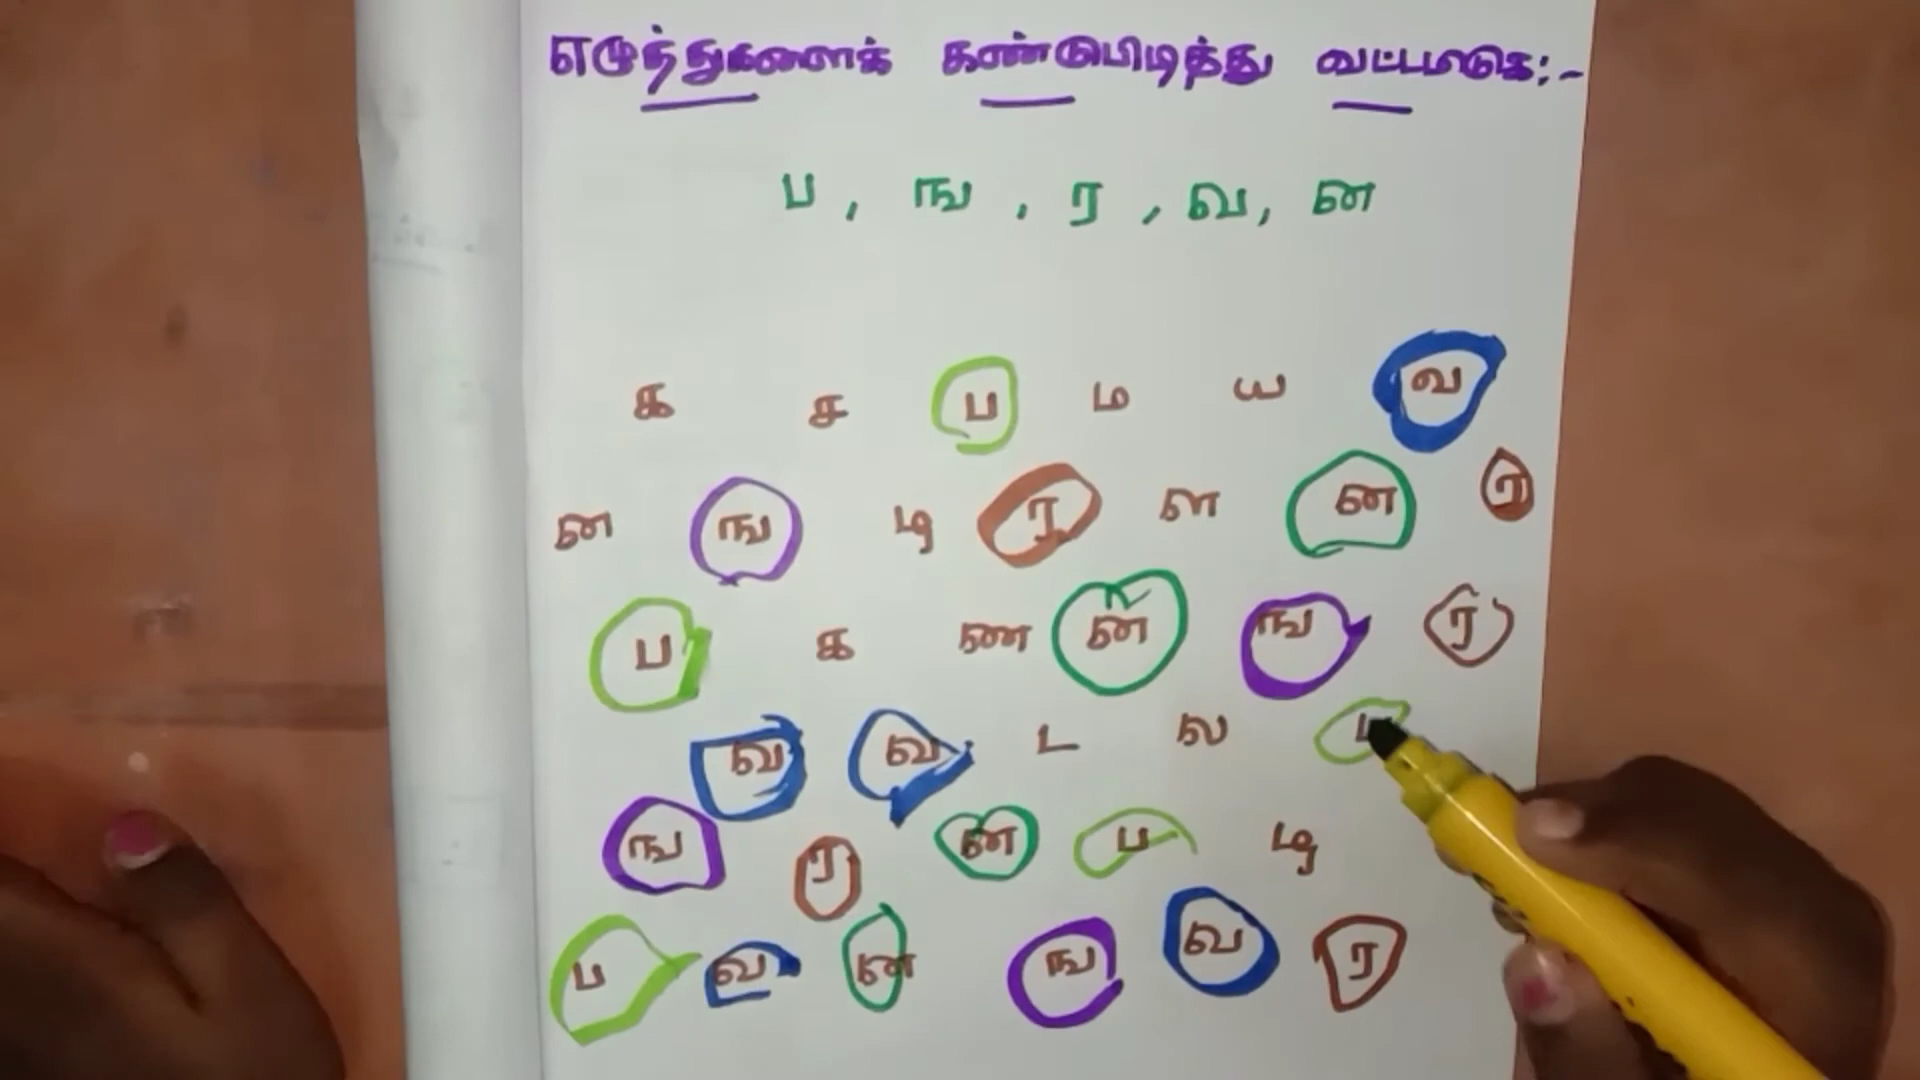 எழுத்துகளைக் கண்டுபிடித்து வட்டமிடுக:-
ப , ங , ர , வ , ன
க ச ப ம ய வ
ன ங டி ர ள ன ர
ப க ண ன ங ர
வ வ ட ல ப
ங ர ன ப டி
ப வ ன ங வ ர